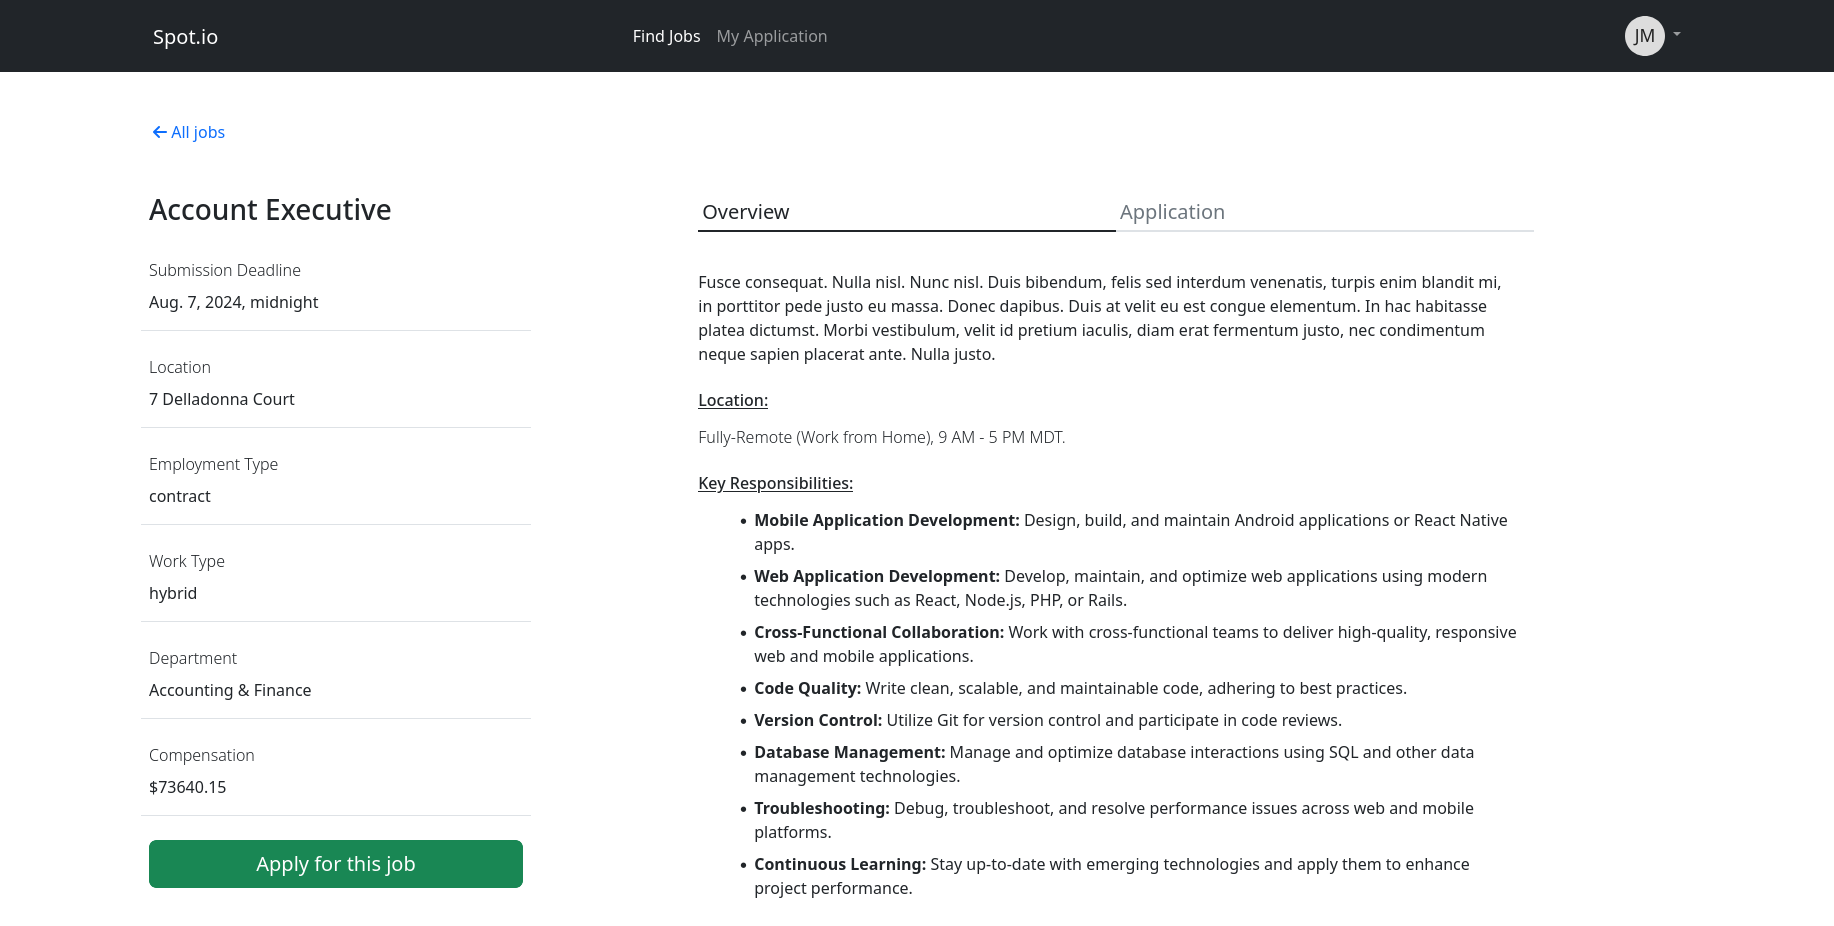 Spot.io
Find Jobs
My Application
JM
All jobs
Account Executive
Submission Deadline
Aug. 7, 2024, midnight
Location
7 Delladonna Court
Employment Type
contract
Work Type
hybrid
Department
Accounting & Finance
Compensation
$73640.15
Apply for this job
Overview
Application
Fusce consequat. Nulla nisl. Nunc nisl. Duis bibendum, felis sed interdum venenatis, turpis enim blandit mi,
in porttitor pede justo eu massa. Donec dapibus. Duis at velit eu est congue elementum. In hac habitasse
platea dictumst. Morbi vestibulum, velit id pretium iaculis, diam erat fermentum justo, nec condimentum
neque sapien placerat ante. Nulla justo.
Location:
Fully-Remote (Work from Home), 9 AM - 5 PM MDT.
Key Responsibilities:
• Mobile Application Development: Design, build, and maintain Android applications or React Native
apps.
• Web Application Development: Develop, maintain, and optimize web applications using modern
technologies such as React, Node.js, PHP, or Rails.
• Cross-Functional Collaboration: Work with cross-functional teams to deliver high-quality, responsive
web and mobile applications.
• Code Quality: Write clean, scalable, and maintainable code, adhering to best practices.
• Version Control: Utilize Git for version control and participate in code reviews.
• Database Management: Manage and optimize database interactions using SQL and other data
management technologies.
• Troubleshooting: Debug, troubleshoot, and resolve performance issues across web and mobile
platforms.
• Continuous Learning: Stay up-to-date with emerging technologies and apply them to enhance
project performance.